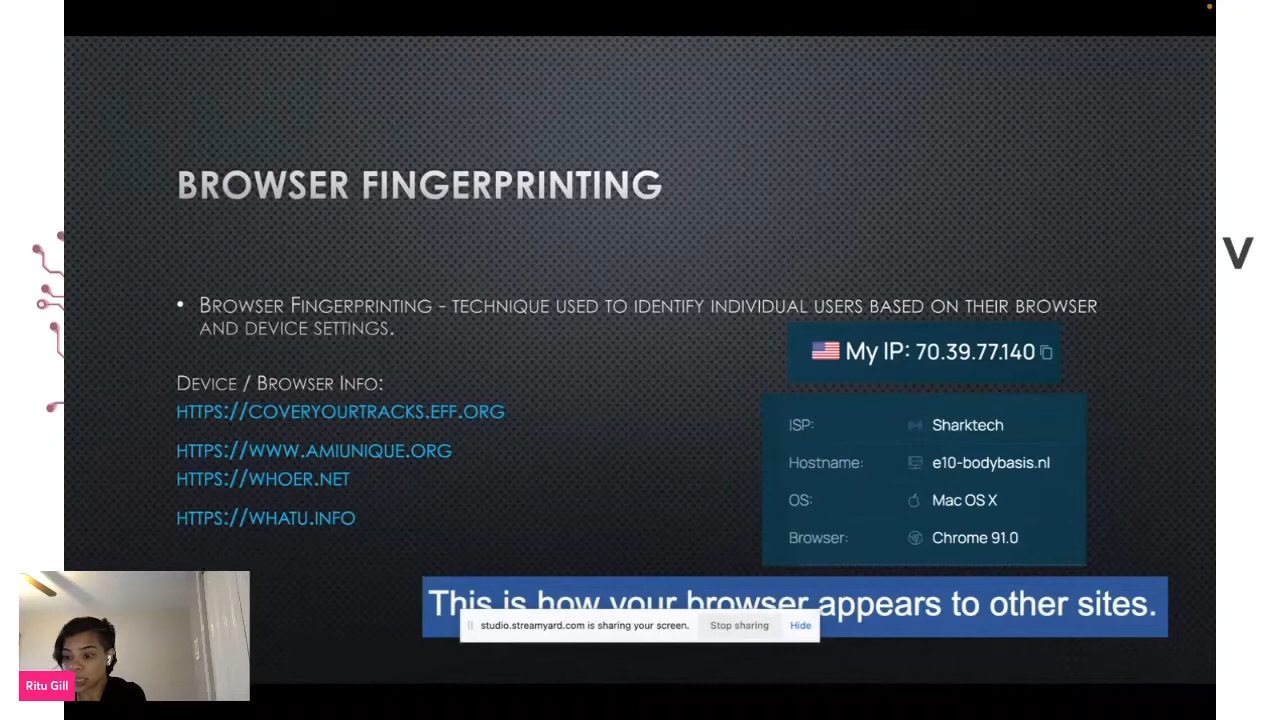 BROWSER FINGERPRINTING
• BROWSER FINGERPRINTING - TECHNIQUE USED TO IDENTIFY INDIVIDUAL USERS BASED ON THEIR BROWSER
AND DEVICE SETTINGS.
My IP: 70.39.77.140
DEVICE / BROWSER INFO:
HTTPS://COVERYOURTRACKS.EFF.ORG
HTTPS://WWW.AMIUNIQUE.ORG
HTTPS://WHOER.NET
HTTPS://WHATU.INFO
ISP: Sharktech
Hostname: e10-bodybasis.nl
OS: Mac OS X
Browser: Chrome 91.0
This is how your browser appears to other sites.
studio.streamyard.com is sharing your screen. Stop sharing Hide
Ritu Gill
V